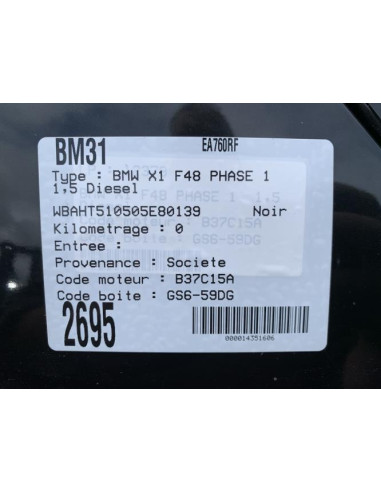 BM31 EA760RF
Type : BMW X1 F48 PHASE 1
1,5 Diesel
WBAHT510505E80139 Noir
Kilometrage : 0
Entree :
Provenance : Societe
Code moteur : B37C15A
Code boite : GS6-59DG
2695
000014351606